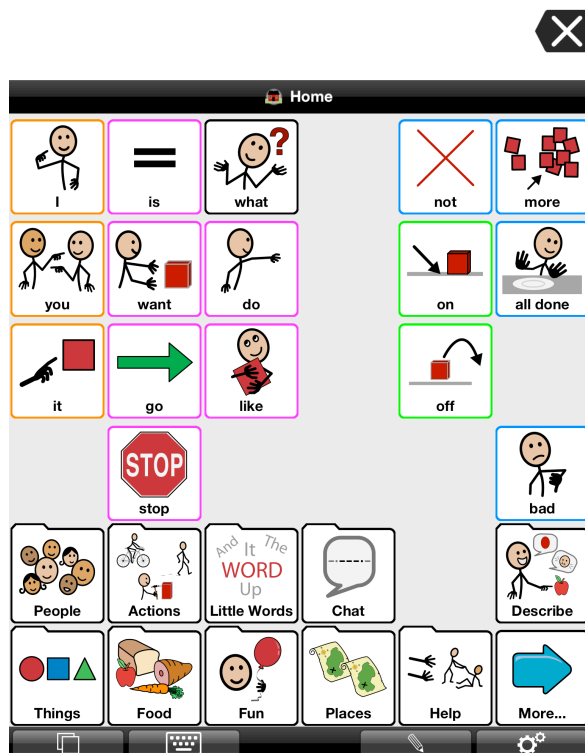 Home
I
is
what
not
more
you
want
do
on
all done
it
go
like
off
STOP
stop
bad
And It The
WORD
Up
People
Actions
Little Words
Chat
Describe
Things
Food
Fun
Places
Help
More...